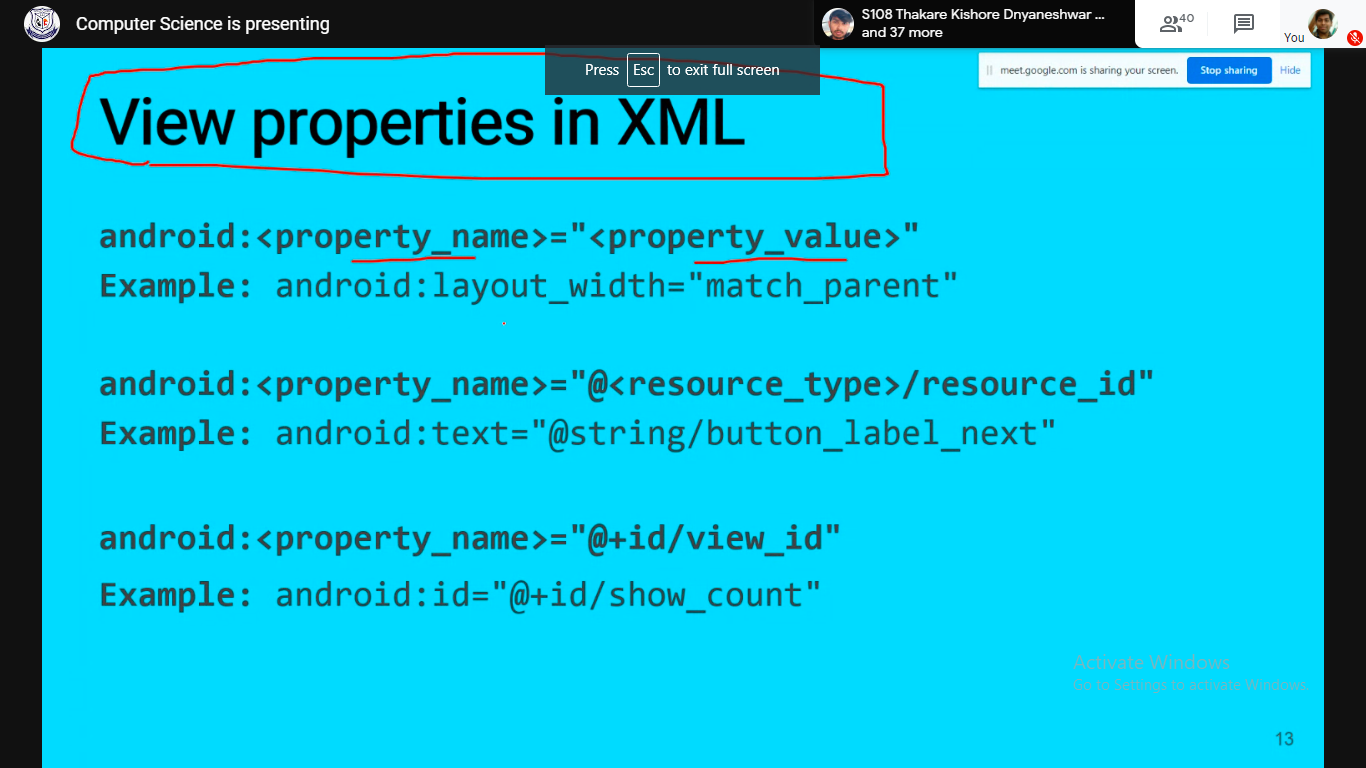 Computer Science is presenting
S108 Thakare Kishore Dnyaneshwar ...
and 37 more
40
You
Press Esc to exit full screen
meet.google.com is sharing your screen. Stop sharing Hide
View properties in XML
android:<property_name>="<property_value>"
Example: android:layout_width="match_parent"
android:<property_name>="@<resource_type>/resource_id"
Example: android:text="@string/button_label_next"
android:<property_name>="@+id/view_id"
Example: android:id="@+id/show_count"
Activate Windows
Go to Settings to activate Windows.
13